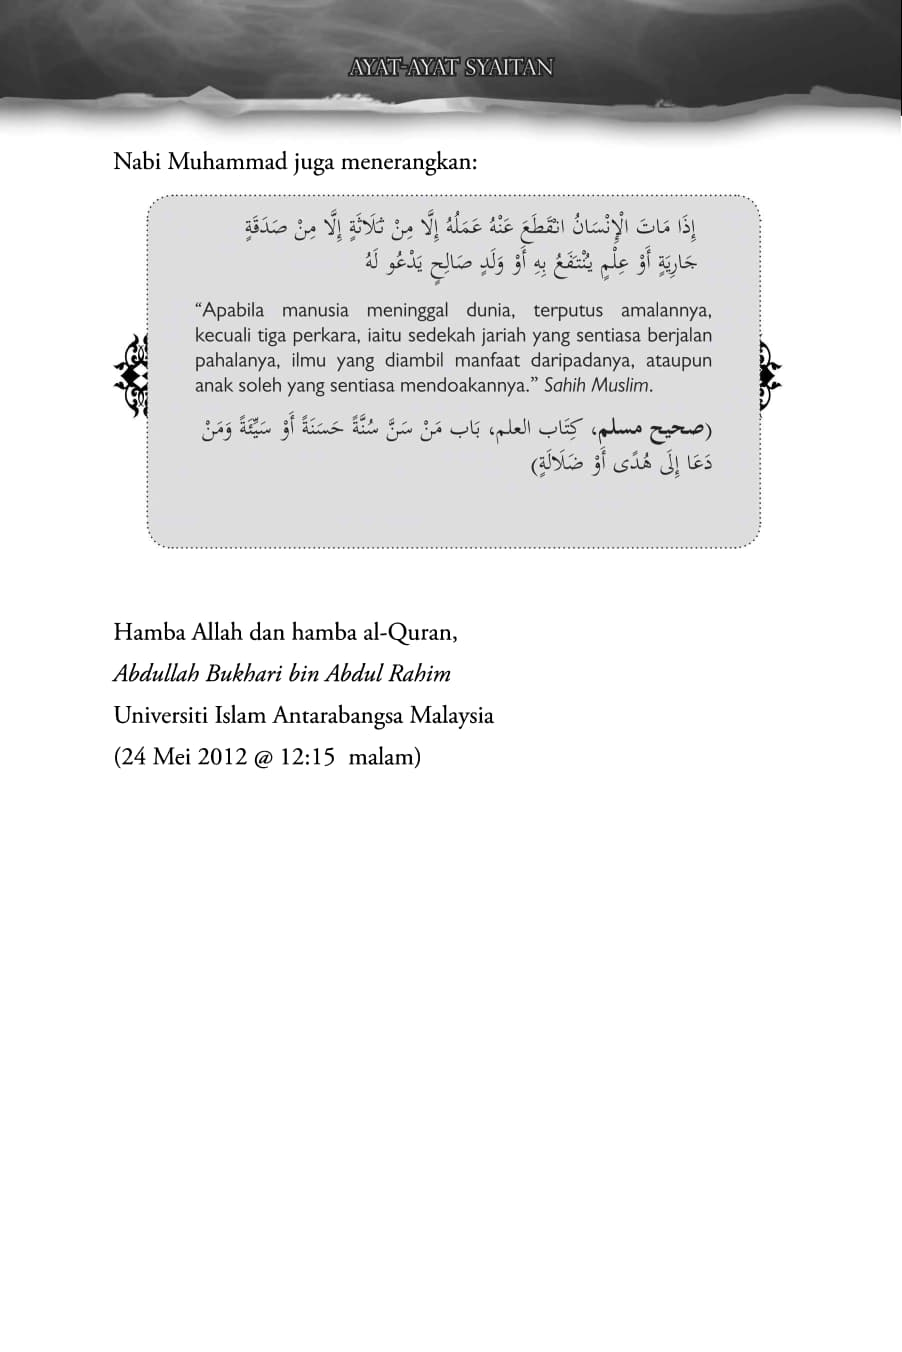 AYAT-AYAT SYAITAN
Nabi Muhammad juga menerangkan:
إِذَا مَاتَ الْإِنْسَانُ انْقَطَعَ عَنْهُ عَمَلُهُ إِلَّا مِنْ ثَلَاثَةٍ إِلَّا مِنْ صَدَقَةٍ
جَارِيَةٍ أَوْ عِلْمٍ يُنْتَفَعُ بِهِ أَوْ وَلَدٍ صَالِحٍ يَدْعُو لَهُ
“Apabila manusia meninggal dunia, terputus amalannya,
kecuali tiga perkara, iaitu sedekah jariah yang sentiasa berjalan
pahalanya, ilmu yang diambil manfaat daripadanya, ataupun
anak soleh yang sentiasa mendoakannya.” Sahih Muslim.
(صحيح مسلم، كِتَاب العلم، بَاب مَنْ سَنَّ سُنَّةً حَسَنَةً أَوْ سَيِّئَةً وَمَنْ
دَعَا إِلَى هُدًى أَوْ ضَلَالَةٍ)
Hamba Allah dan hamba al-Quran,
Abdullah Bukhari bin Abdul Rahim
Universiti Islam Antarabangsa Malaysia
(24 Mei 2012 @ 12:15 malam)